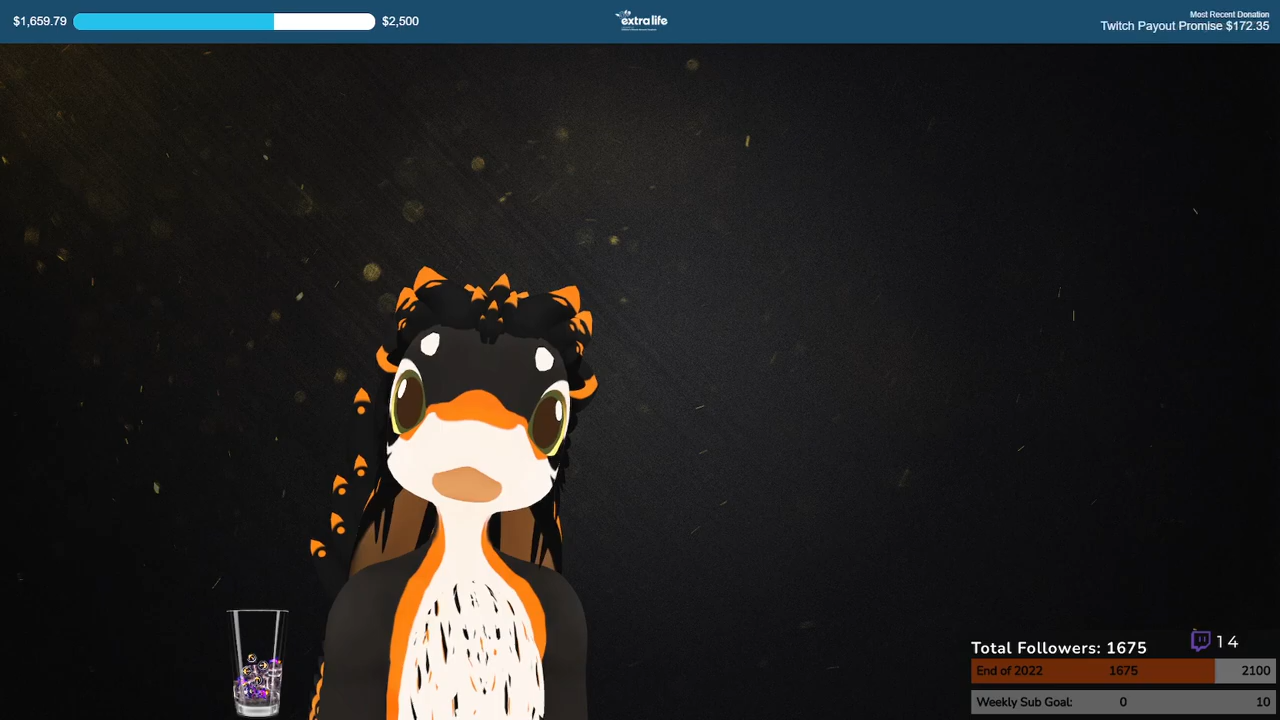 $1,659.79
$2,500
extralife
Most Recent Donation
Twitch Payout Promise $172.35
Total Followers: 1675
14
End of 2022 1675 2100
Weekly Sub Goal: 0 10